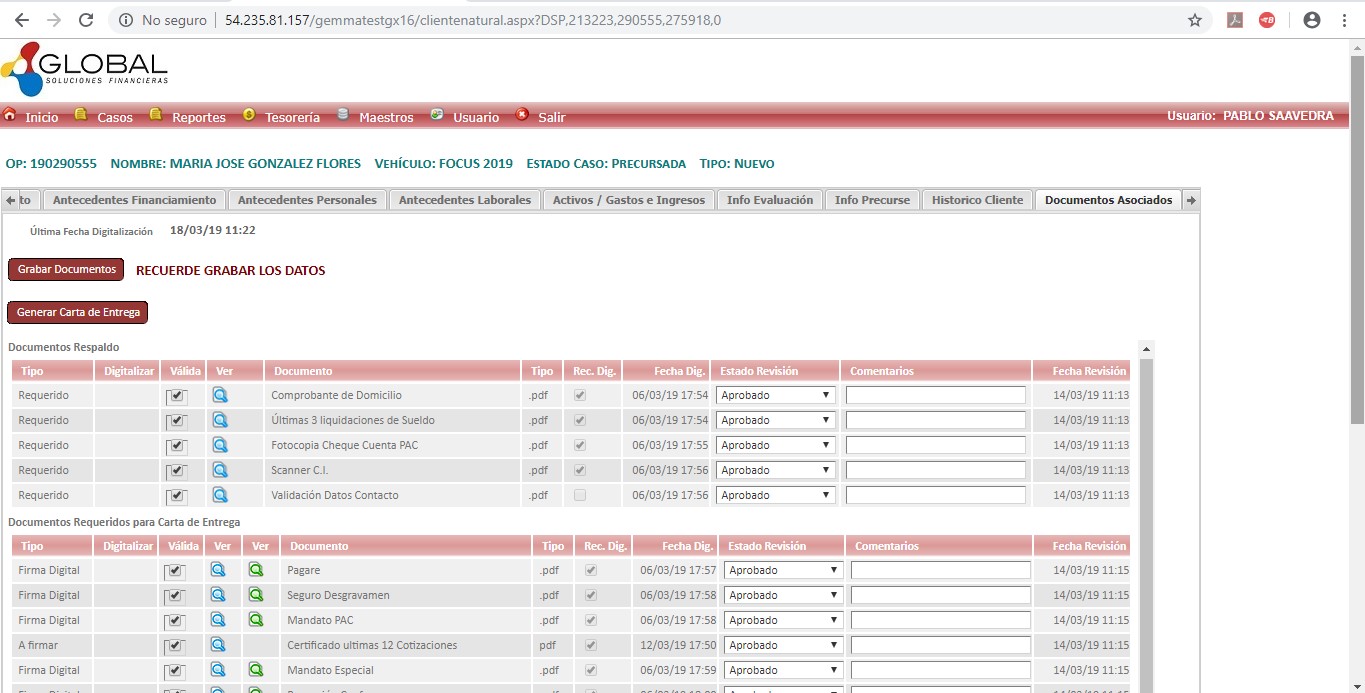 No seguro | 54.235.81.157/gemmatestgx16/clientenatural.aspx?DSP,213223,290555,275918,0
GLOBAL
SOLUCIONES FINANCIERAS
Inicio Casos Reportes Tesorería Maestros Usuario Salir Usuario: PABLO SAAVEDRA
OP: 190290555 NOMBRE: MARIA JOSE GONZALEZ FLORES VEHÍCULO: FOCUS 2019 ESTADO CASO: PRECURSADA TIPO: NUEVO
to Antecedentes Financiamiento Antecedentes Personales Antecedentes Laborales Activos / Gastos e Ingresos Info Evaluación Info Precurse Historico Cliente Documentos Asociados
Última Fecha Digitalización 18/03/19 11:22
Grabar Documentos RECUERDE GRABAR LOS DATOS
Generar Carta de Entrega
Documentos Respaldo
Tipo Digitalizar Válida Ver Documento Tipo Rec. Dig. Fecha Dig. Estado Revisión Comentarios Fecha Revisión
Requerido Comprobante de Domicilio .pdf 06/03/19 17:54 Aprobado 14/03/19 11:13
Requerido Últimas 3 liquidaciones de Sueldo .pdf 06/03/19 17:54 Aprobado 14/03/19 11:13
Requerido Fotocopia Cheque Cuenta PAC .pdf 06/03/19 17:55 Aprobado 14/03/19 11:13
Requerido Scanner C.I. .pdf 06/03/19 17:56 Aprobado 14/03/19 11:13
Requerido Validación Datos Contacto .pdf 06/03/19 17:56 Aprobado 14/03/19 11:13
Documentos Requeridos para Carta de Entrega
Tipo Digitalizar Válida Ver Ver Documento Tipo Rec. Dig. Fecha Dig. Estado Revisión Comentarios Fecha Revisión
Firma Digital Pagare .pdf 06/03/19 17:57 Aprobado 14/03/19 11:15
Firma Digital Seguro Desgravamen .pdf 06/03/19 17:58 Aprobado 14/03/19 11:15
Firma Digital Mandato PAC .pdf 06/03/19 17:58 Aprobado 14/03/19 11:15
A firmar Certificado ultimas 12 Cotizaciones pdf 12/03/19 17:50 Aprobado 14/03/19 11:15
Firma Digital Mandato Especial .pdf 06/03/19 17:59 Aprobado 14/03/19 11:15